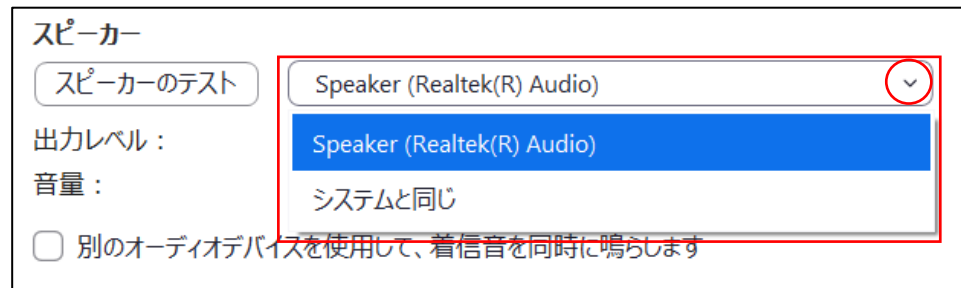 スピーカー
スピーカーのテスト Speaker (Realtek(R) Audio)
出力レベル： Speaker (Realtek(R) Audio)
音量： システムと同じ
別のオーディオデバイスを使用して、着信音を同時に鳴らします